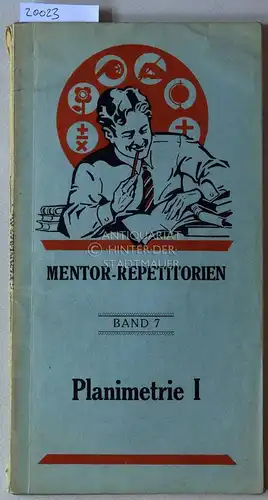 20023
ANTIQUARIAT
HINTER·DER·
STADTMAUER
MENTOR-REPETITORIEN
BAND 7
Planimetrie I